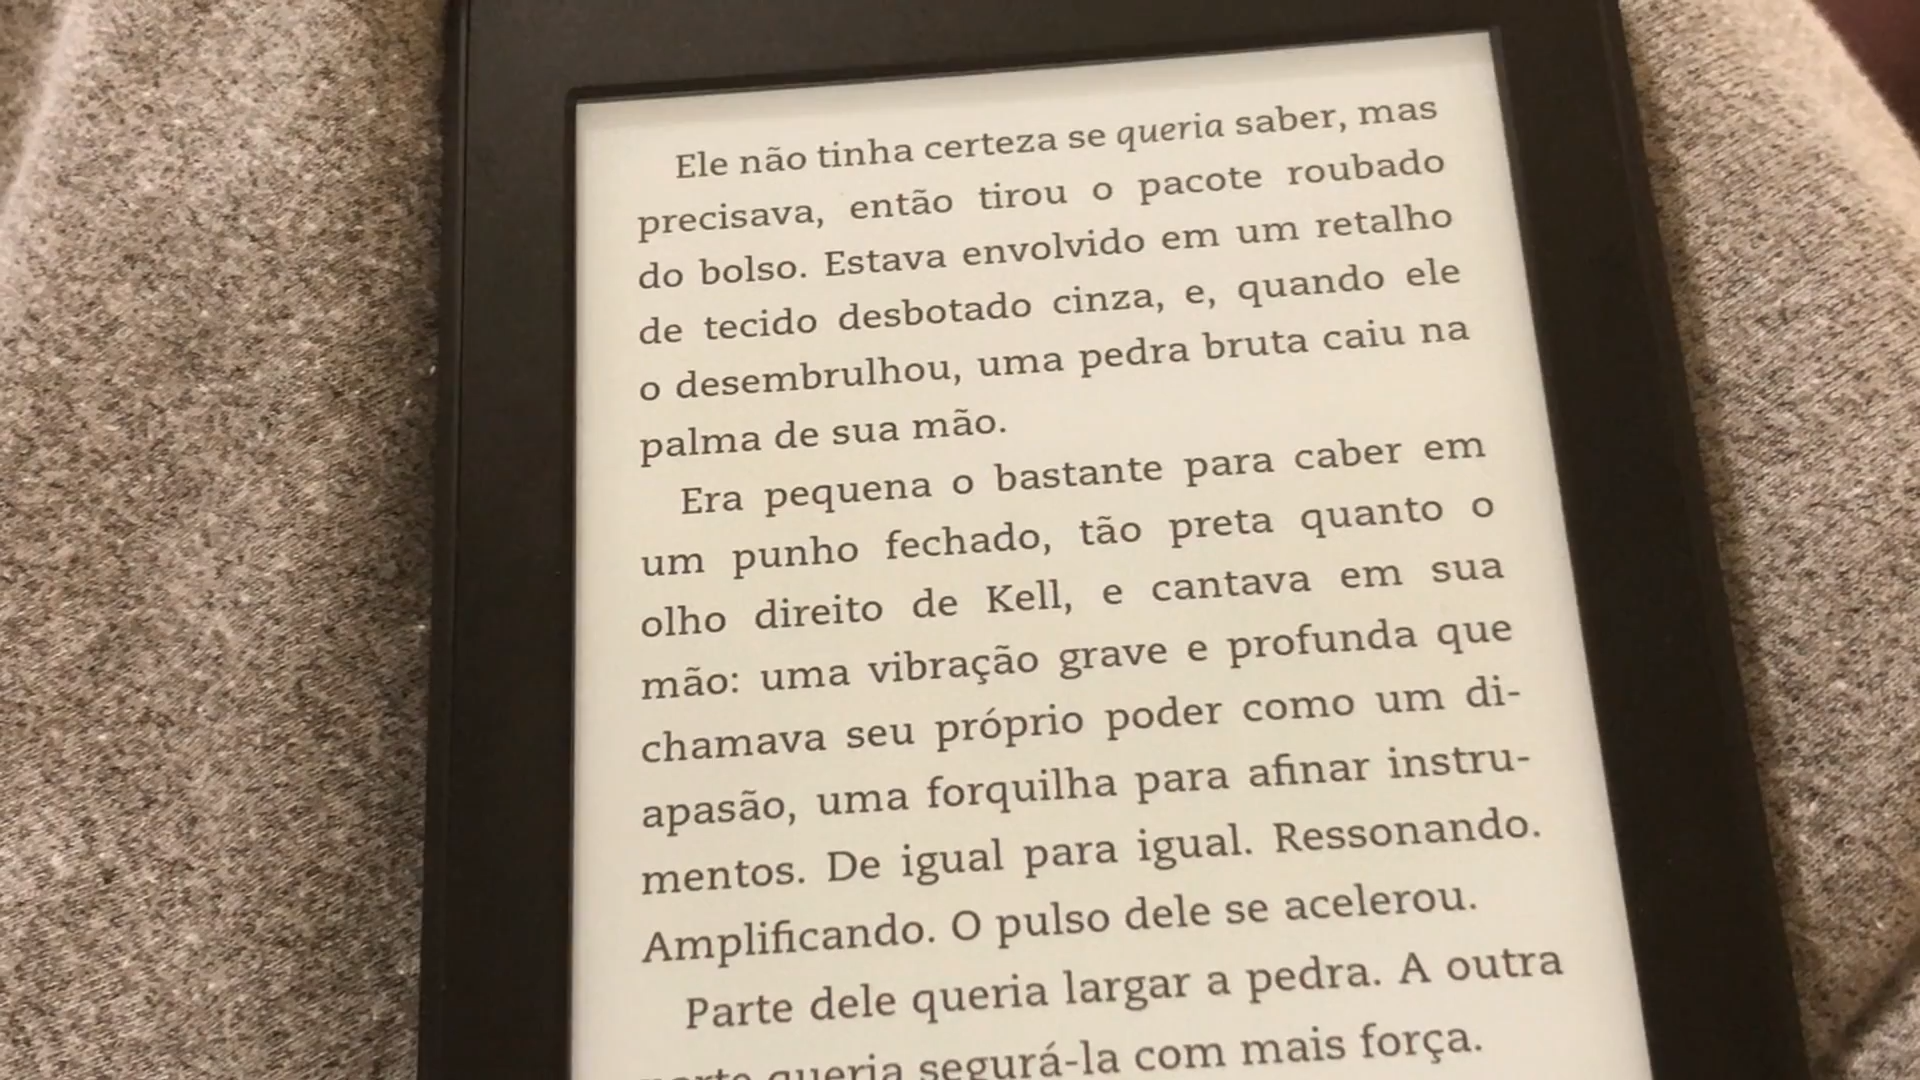 Ele não tinha certeza se queria saber, mas
precisava, então tirou o pacote roubado
do bolso. Estava envolvido em um retalho
de tecido desbotado cinza, e, quando ele
o desembrulhou, uma pedra bruta caiu na
palma de sua mão.
Era pequena o bastante para caber em
um punho fechado, tão preta quanto o
olho direito de Kell, e cantava em sua
mão: uma vibração grave e profunda que
chamava seu próprio poder como um di-
apasão, uma forquilha para afinar instru-
mentos. De igual para igual. Ressonando.
Amplificando. O pulso dele se acelerou.
Parte dele queria largar a pedra. A outra
parte queria segurá-la com mais força.